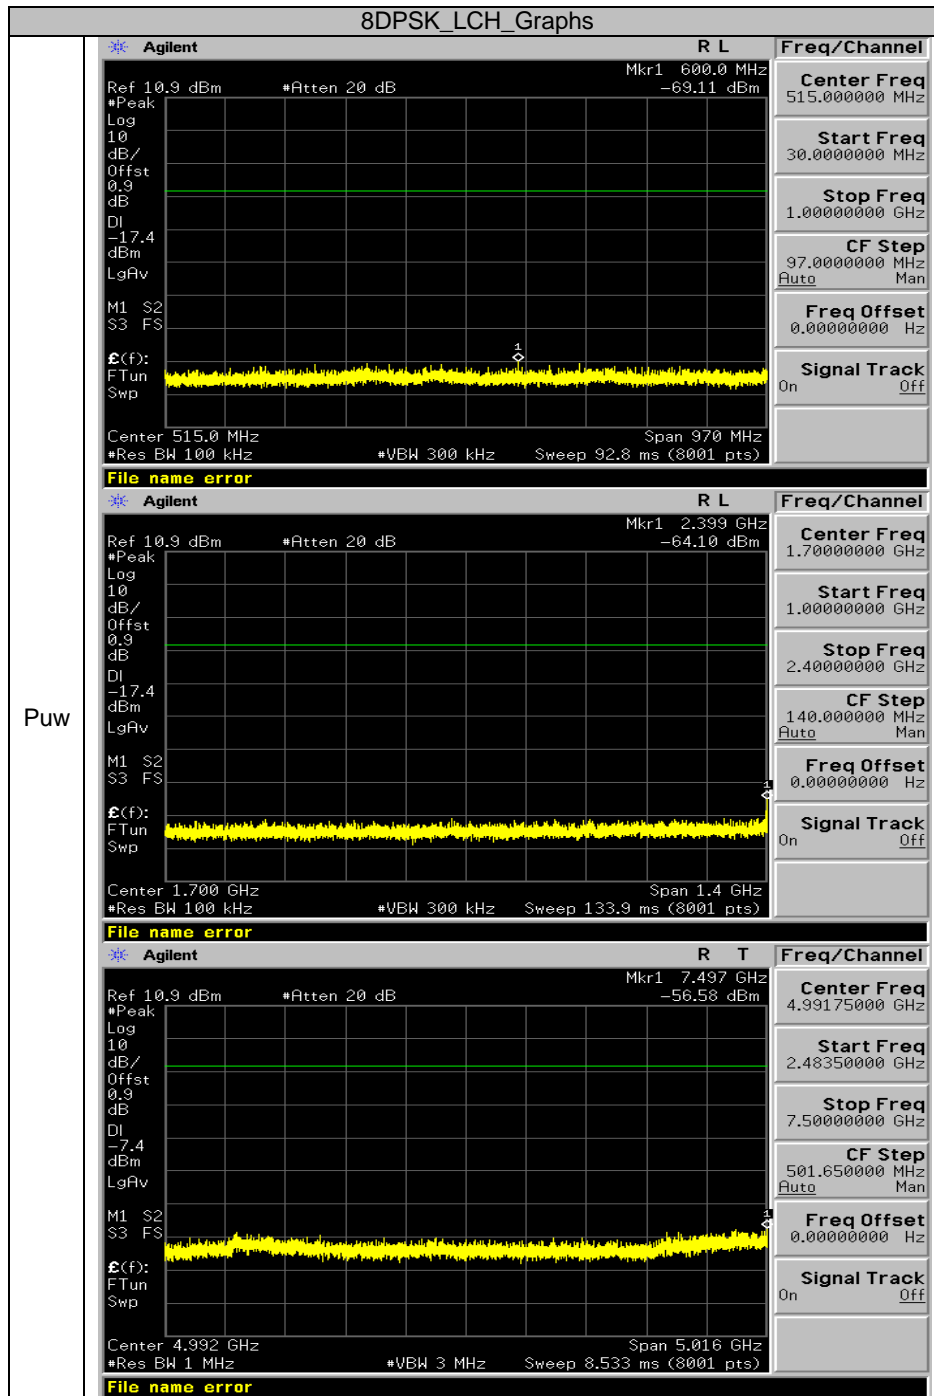 8DPSK_LCH_Graphs
Puw
Agilent R L Freq/Channel
Mkr1 600.0 MHz
Ref 10.9 dBm #Atten 20 dB -69.11 dBm
#Peak
Log
10
dB/
Offst
0.9
dB
DI
-17.4
dBm
LgAv
M1 S2
S3 FS
£(f):
FTun
Swp
1
Center 515.0 MHz Span 970 MHz
#Res BW 100 kHz #VBW 300 kHz Sweep 92.8 ms (8001 pts)
File name error
Center Freq
515.000000 MHz
Start Freq
30.0000000 MHz
Stop Freq
1.00000000 GHz
CF Step
97.0000000 MHz
Auto Man
Freq Offset
0.00000000 Hz
Signal Track
On Off
Agilent R L Freq/Channel
Mkr1 2.399 GHz
Ref 10.9 dBm #Atten 20 dB -64.10 dBm
#Peak
Log
10
dB/
Offst
0.9
dB
DI
-17.4
dBm
LgAv
M1 S2
S3 FS
£(f):
FTun
Swp
1
Center 1.700 GHz Span 1.4 GHz
#Res BW 100 kHz #VBW 300 kHz Sweep 133.9 ms (8001 pts)
File name error
Center Freq
1.70000000 GHz
Start Freq
1.00000000 GHz
Stop Freq
2.40000000 GHz
CF Step
140.000000 MHz
Auto Man
Freq Offset
0.00000000 Hz
Signal Track
On Off
Agilent R T Freq/Channel
Mkr1 7.497 GHz
Ref 10.9 dBm #Atten 20 dB -56.58 dBm
#Peak
Log
10
dB/
Offst
0.9
dB
DI
-7.4
dBm
LgAv
M1 S2
S3 FS
£(f):
FTun
Swp
1
Center 4.992 GHz Span 5.016 GHz
#Res BW 1 MHz #VBW 3 MHz Sweep 8.533 ms (8001 pts)
File name error
Center Freq
4.99175000 GHz
Start Freq
2.48350000 GHz
Stop Freq
7.50000000 GHz
CF Step
501.650000 MHz
Auto Man
Freq Offset
0.00000000 Hz
Signal Track
On Off